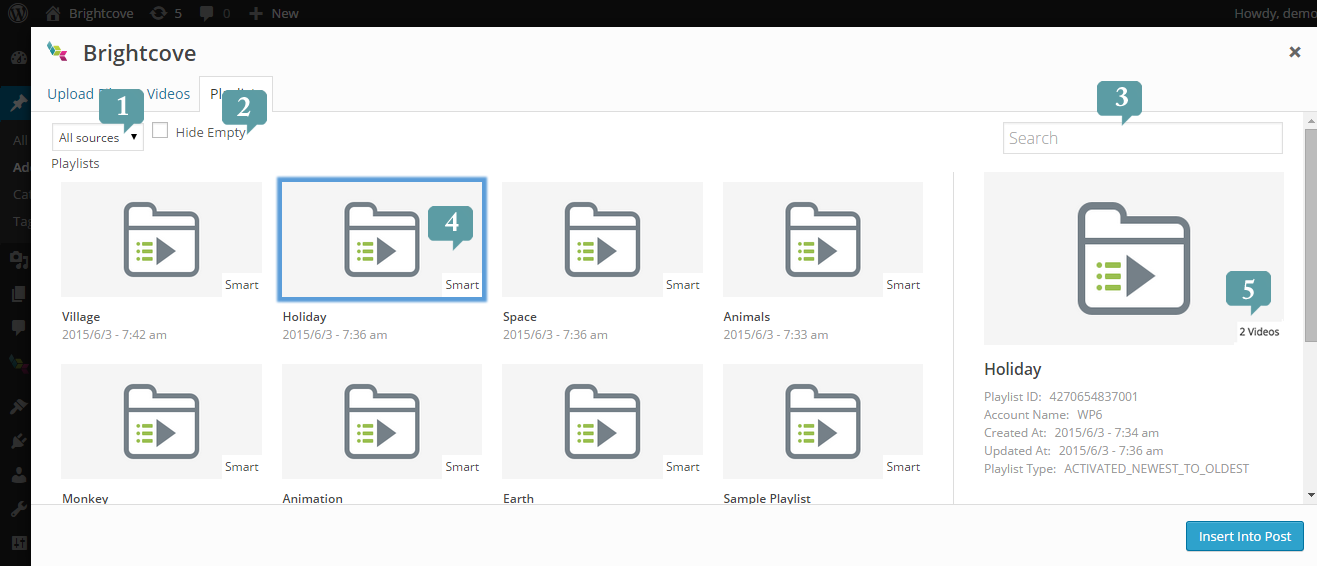 Brightcove 5 0 New Howdy, demo
Brightcove
Upload Videos
1 2 3
All sources Hide Empty Search
Playlists
All
Ad
Cat
Tag
4
Smart Smart Smart Smart
5
2 Videos
Village Holiday Space Animals
2015/6/3 - 7:42 am 2015/6/3 - 7:36 am 2015/6/3 - 7:36 am 2015/6/3 - 7:33 am
Holiday
Playlist ID: 4270654837001
Account Name: WP6
Created At: 2015/6/3 - 7:34 am
Updated At: 2015/6/3 - 7:36 am
Playlist Type: ACTIVATED_NEWEST_TO_OLDEST
Smart Smart Smart Smart
Monkey Animation Earth Sample Playlist
Insert Into Post